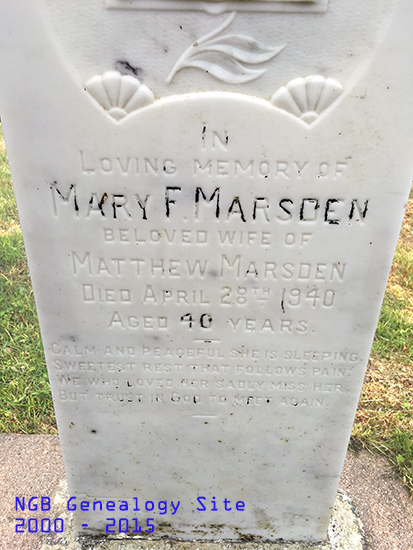 IN
LOVING MEMORY OF
MARY F. MARSDEN
BELOVED WIFE OF
MATTHEW MARSDEN
DIED APRIL 28TH 1940
AGED 40 YEARS.
CALM AND PEACEFUL SHE IS SLEEPING,
SWEETEST REST THAT FOLLOWS PAIN.
WE WHO LOVED HER SADLY MISS HER.
BUT TRUST IN GOD TO MEET AGAIN.
NGB Genealogy Site
2000 - 2015